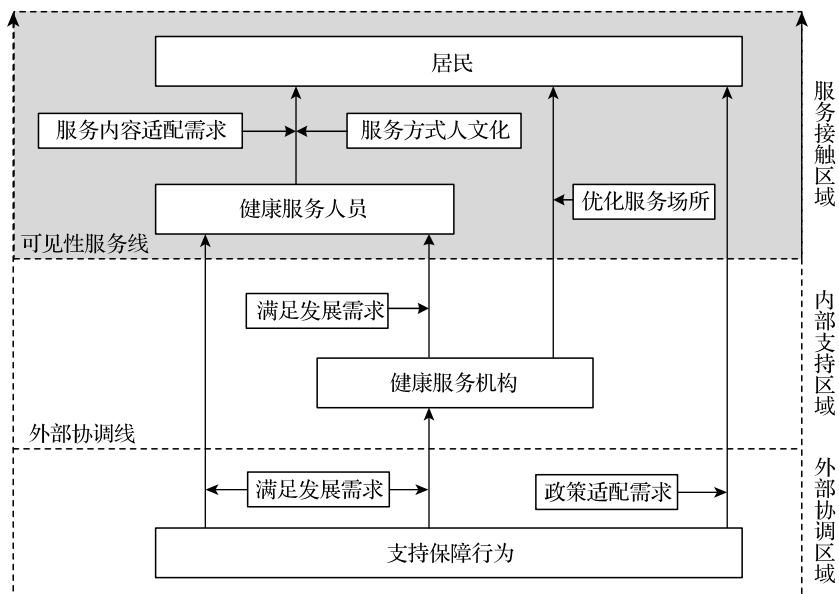 居民
服务内容适配需求
服务方式人文化
健康服务人员
优化服务场所
可见性服务线
服务接触区域
满足发展需求
健康服务机构
内部支持区域
外部协调线
满足发展需求
政策适配需求
支持保障行为
外部协调区域